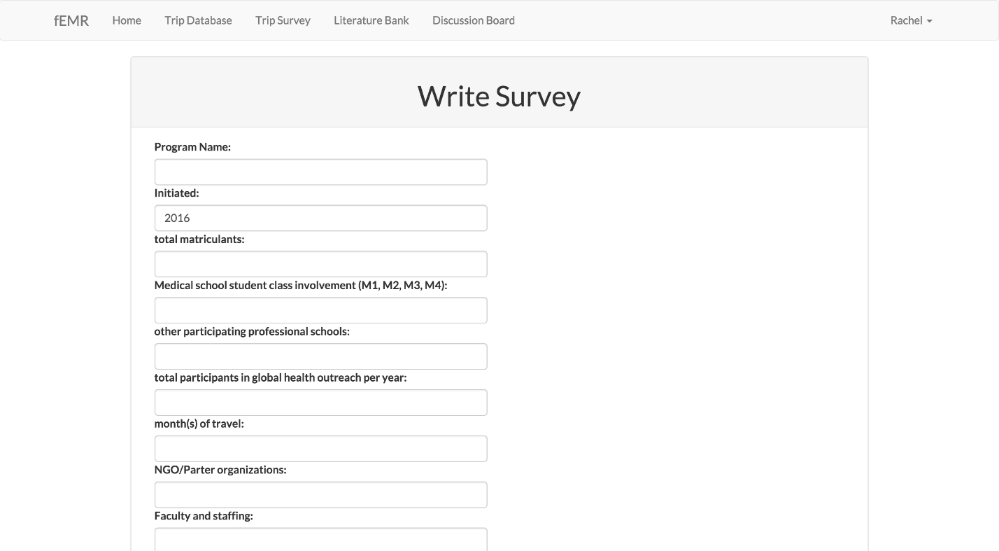 fEMR Home Trip Database Trip Survey Literature Bank Discussion Board Rachel
Write Survey
Program Name:
Initiated:
2016
total matriculants:
Medical school student class involvement (M1, M2, M3, M4):
other participating professional schools:
total participants in global health outreach per year:
month(s) of travel:
NGO/Parter organizations:
Faculty and staffing: